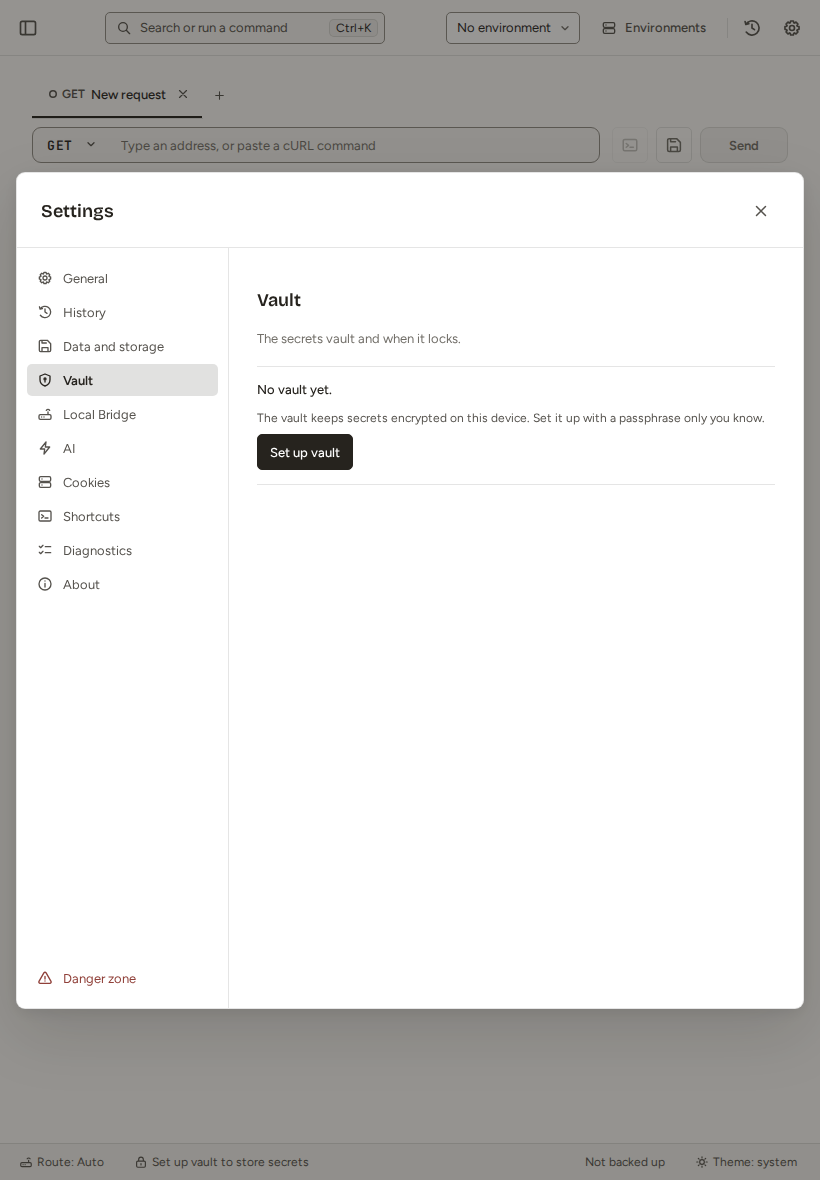 Search or run a command Ctrl+K No environment Environments
GET New request
GET Type an address, or paste a cURL command Send
Settings
General
History
Data and storage
Vault
Local Bridge
AI
Cookies
Shortcuts
Diagnostics
About
Danger zone
Vault
The secrets vault and when it locks.
No vault yet.
The vault keeps secrets encrypted on this device. Set it up with a passphrase only you know.
Set up vault
Route: Auto Set up vault to store secrets Not backed up Theme: system